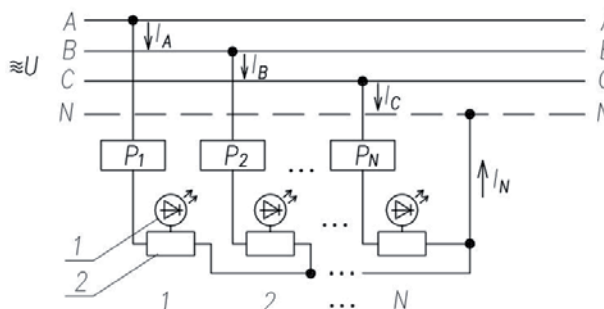 A A
I_A
B B
≋U I_B
C C
I_C
N N
P_1 P_2 ... P_N
I_N
1 ...
2 ...
1 2 N
...